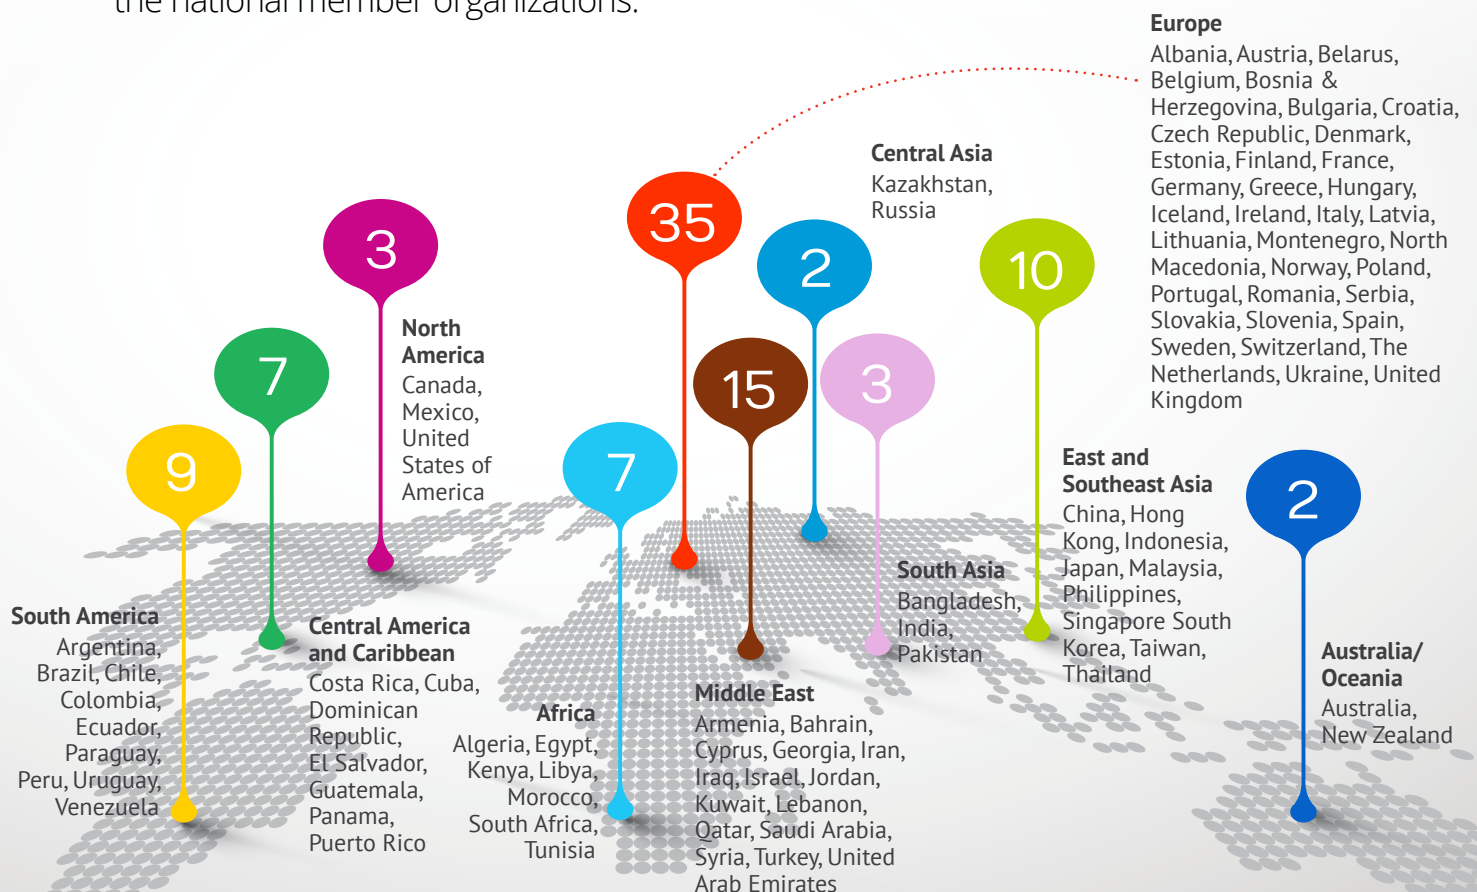 the national member organizations.
Europe
Albania, Austria, Belarus,
Belgium, Bosnia &
Herzegovina, Bulgaria, Croatia,
Czech Republic, Denmark,
Estonia, Finland, France,
Germany, Greece, Hungary,
Iceland, Ireland, Italy, Latvia,
Lithuania, Montenegro, North
Macedonia, Norway, Poland,
Portugal, Romania, Serbia,
Slovakia, Slovenia, Spain,
Sweden, Switzerland, The
Netherlands, Ukraine, United
Kingdom
35
Central Asia
Kazakhstan,
Russia
2
3
North
America
Canada,
Mexico,
United
States of
America
10
East and
Southeast Asia
China, Hong
Kong, Indonesia,
Japan, Malaysia,
Philippines,
Singapore South
Korea, Taiwan,
Thailand
7
Central America
and Caribbean
Costa Rica, Cuba,
Dominican
Republic,
El Salvador,
Guatemala,
Panama,
Puerto Rico
15
Middle East
Armenia, Bahrain,
Cyprus, Georgia, Iran,
Iraq, Israel, Jordan,
Kuwait, Lebanon,
Qatar, Saudi Arabia,
Syria, Turkey, United
Arab Emirates
3
South Asia
Bangladesh,
India,
Pakistan
9
South America
Argentina,
Brazil, Chile,
Colombia,
Ecuador,
Paraguay,
Peru, Uruguay,
Venezuela
7
Africa
Algeria, Egypt,
Kenya, Libya,
Morocco,
South Africa,
Tunisia
2
Australia/
Oceania
Australia,
New Zealand